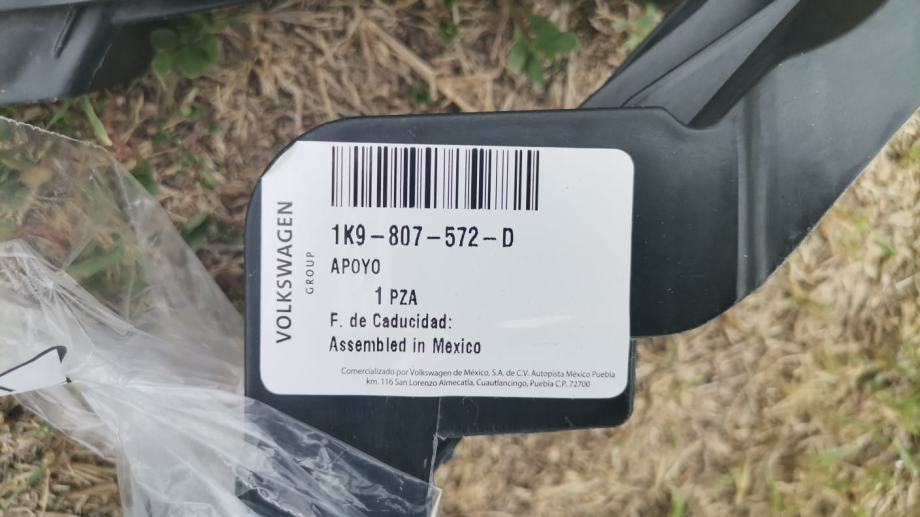 VOLKSWAGEN
GROUP
1K9-807-572-D
APOYO
1 PZA
F. de Caducidad:
Assembled in Mexico
Comercializado por Volkswagen de México, S.A. de C.V. Autopista México Puebla
km. 116 San Lorenzo Almecatla, Cuautlancingo, Puebla C.P. 72700